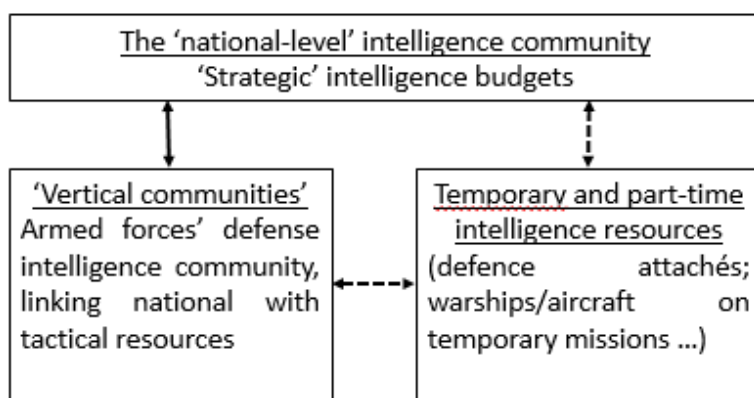 The ‘national-level’ intelligence community
‘Strategic’ intelligence budgets
‘Vertical communities’
Armed forces’ defense
intelligence community,
linking national with
tactical resources
Temporary and part-time
intelligence resources
(defence attachés;
warships/aircraft on
temporary missions ...)